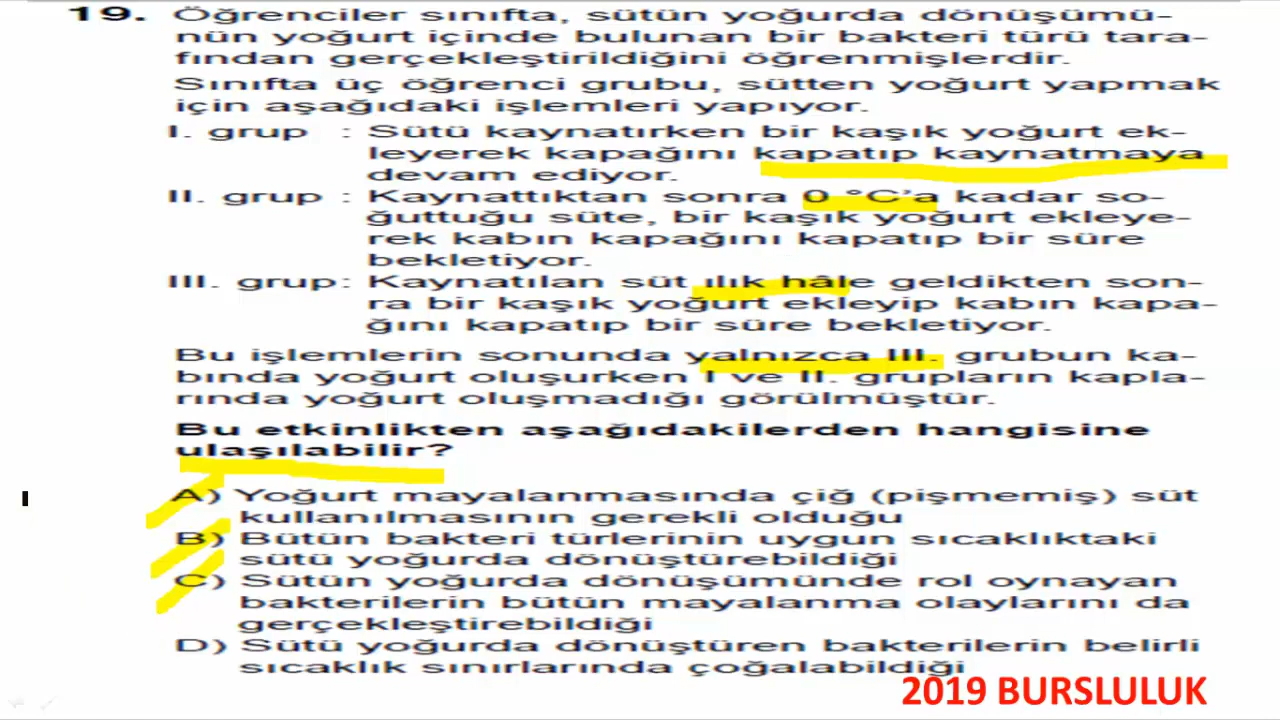 19. Öğrenciler sınıfta, sütün yoğurda dönüşümü-
nün yoğurt içinde bulunan bir bakteri türü tara-
fından gerçekleştirildiğini öğrenmişlerdir.
Sınıfta üç öğrenci grubu, sütten yoğurt yapmak
için aşağıdaki işlemleri yapıyor.
I. grup : Sütü kaynatırken bir kaşık yoğurt ek-
leyerek kapağını kapatıp kaynatmaya
devam ediyor.
II. grup : Kaynattıktan sonra 0 °C'a kadar so-
ğuttuğu süte, bir kaşık yoğurt ekleye-
rek kabın kapağını kapatıp bir süre
bekletiyor.
III. grup : Kaynatılan süt ılık hâle geldikten son-
ra bir kaşık yoğurt ekleyip kabın kapa-
ğını kapatıp bir süre bekletiyor.
Bu işlemlerin sonunda yalnızca III. grubun ka-
bında yoğurt oluşurken I ve II. grupların kapla-
rında yoğurt oluşmadığı görülmüştür.
Bu etkinlikten aşağıdakilerden hangisine
ulaşılabilir?
A) Yoğurt mayalanmasında çiğ (pişmemiş) süt
kullanılmasının gerekli olduğu
B) Bütün bakteri türlerinin uygun sıcaklıktaki
sütü yoğurda dönüştürebildiği
C) Sütün yoğurda dönüşümünde rol oynayan
bakterilerin bütün mayalanma olaylarını da
gerçekleştirebildiği
D) Sütü yoğurda dönüştüren bakterilerin belirli
sıcaklık sınırlarında çoğalabildiği
2019 BURSLULUK